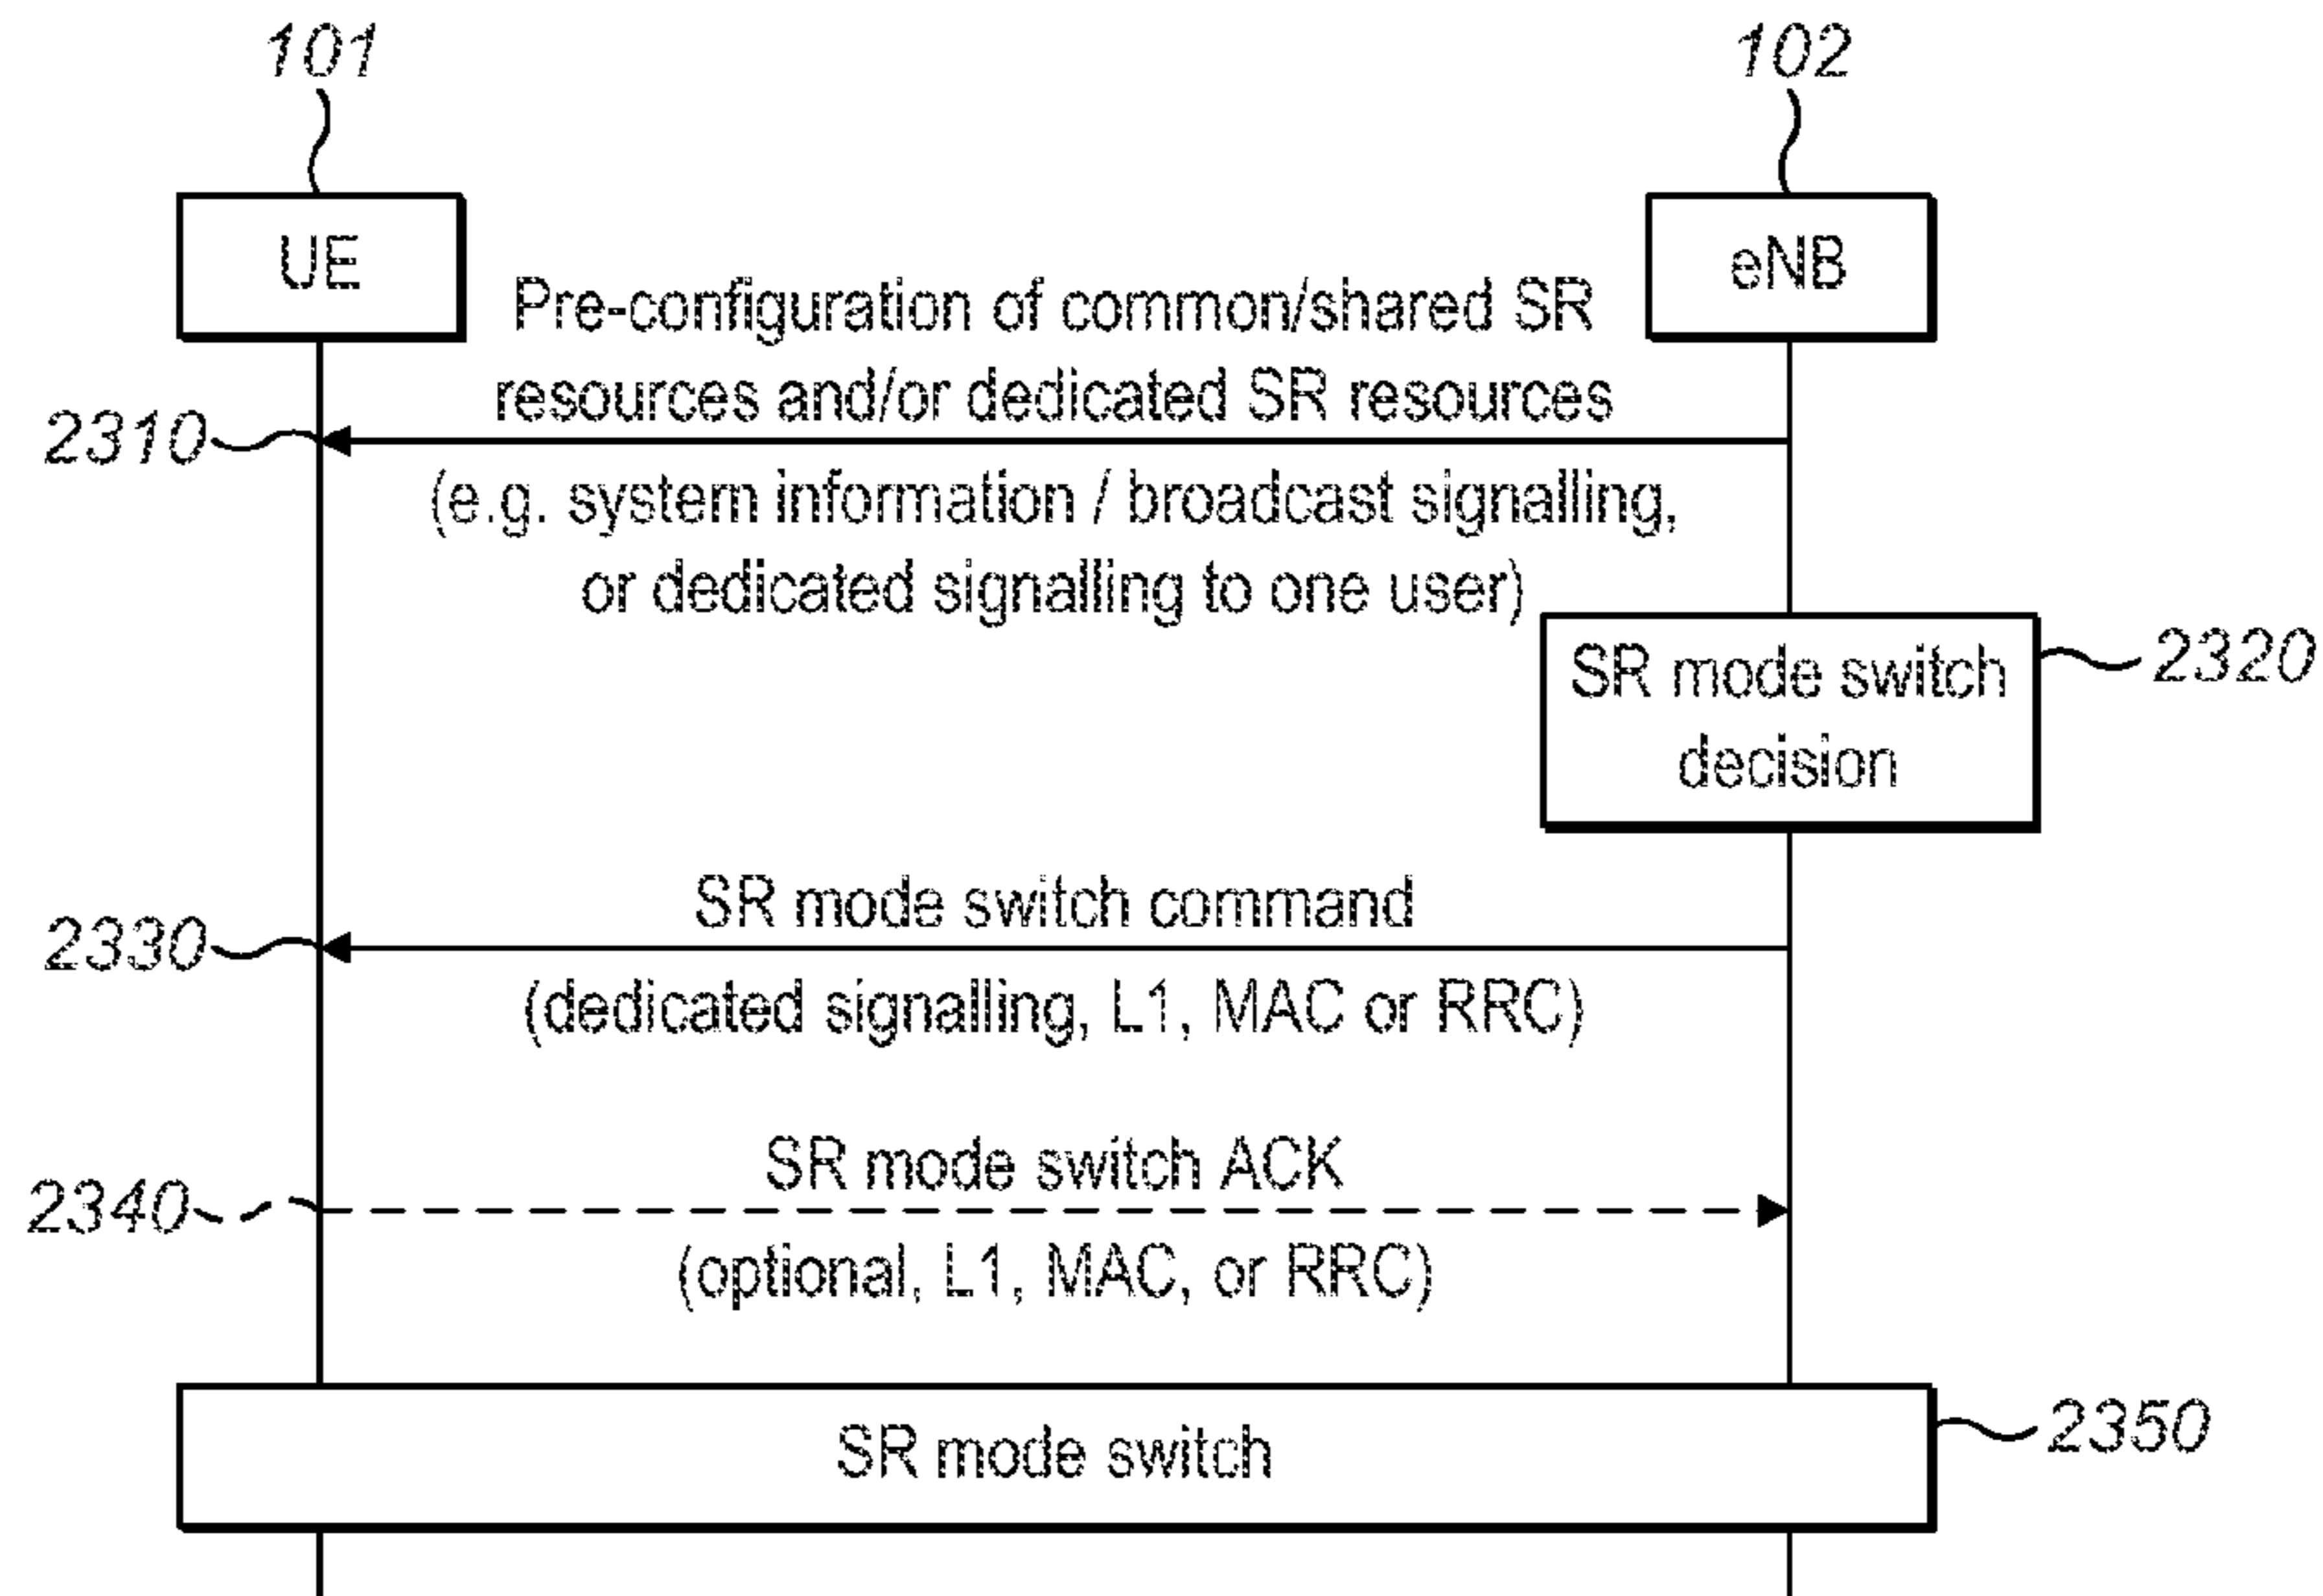 101
102
UE
eNB
Pre-configuration of common/shared SR
resources and/or dedicated SR resources
2310
(e.g. system information / broadcast signalling,
or dedicated signalling to one user)
SR mode switch
decision
2320
SR mode switch command
2330
(dedicated signalling, L1, MAC or RRC)
SR mode switch ACK
2340
(optional, L1, MAC, or RRC)
SR mode switch
2350